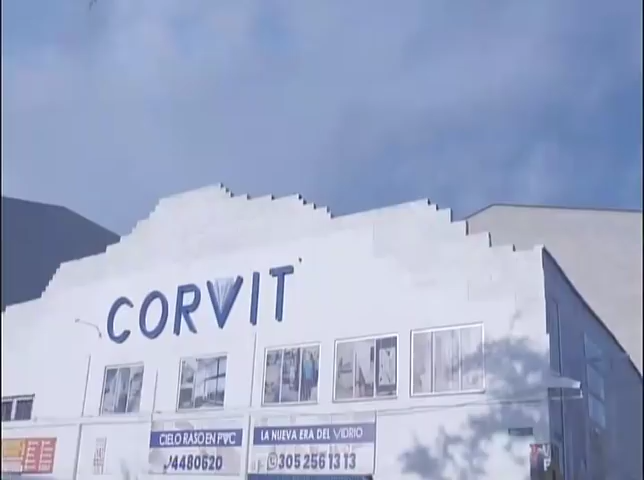 CORVIT
CIELO RASO EN PVC
4480620
LA NUEVA ERA DEL VIDRIO
305 256 13 13